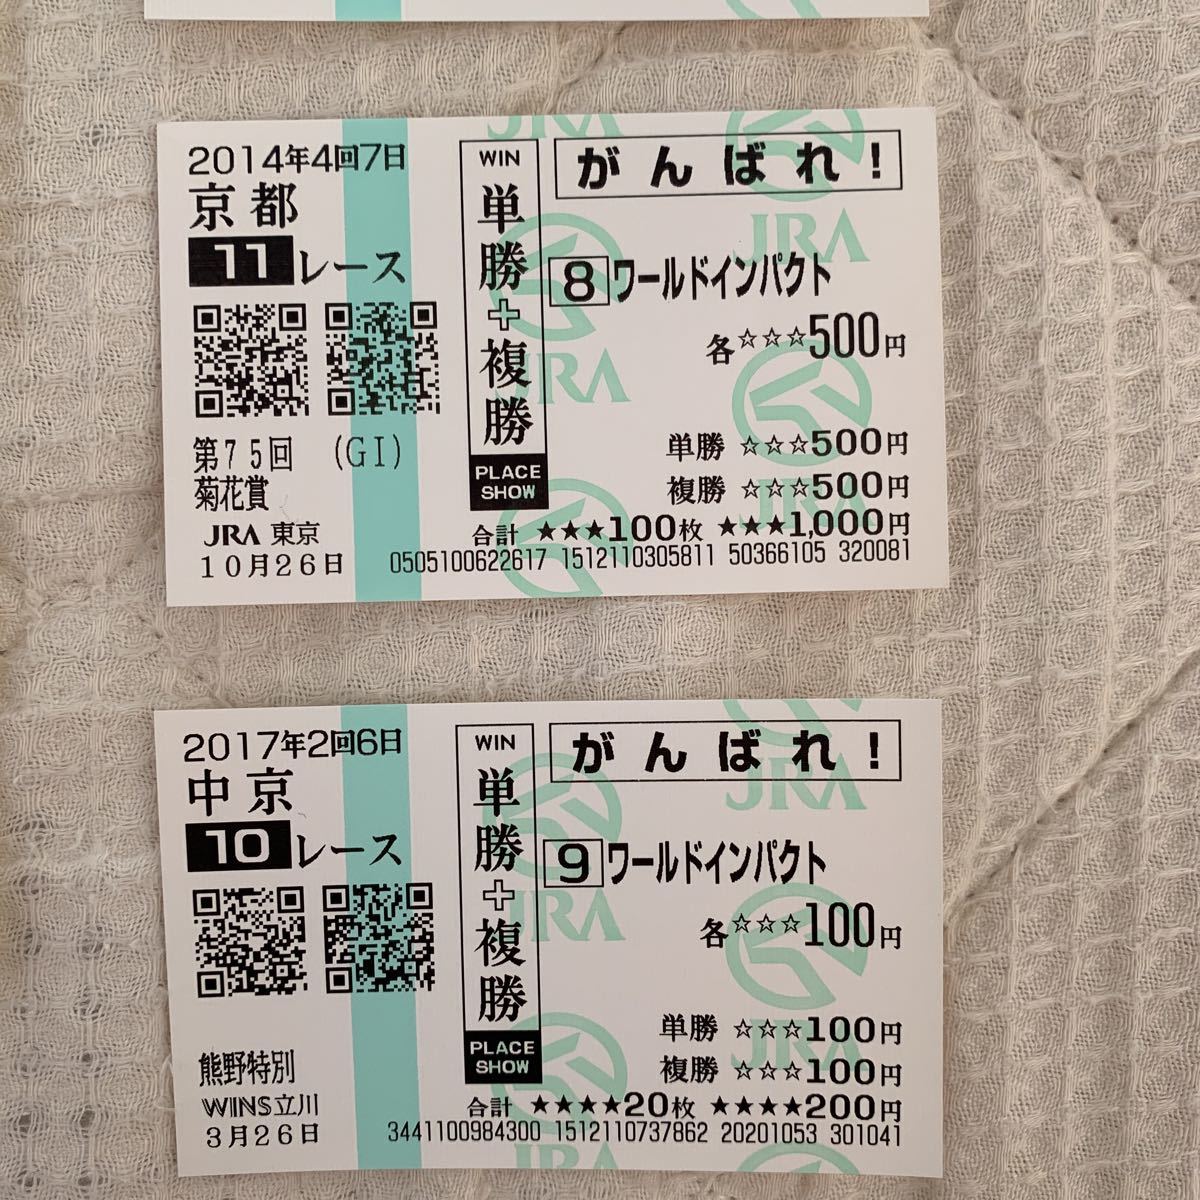 2014年4回7日
京都
11レース
第75回 (GI)
菊花賞
JRA 東京
10月26日
WIN
単勝+複勝
PLACE
SHOW
がんばれ!
8 ワールドインパクト
各☆☆☆500円
単勝 ☆☆☆500円
複勝 ☆☆☆500円
合計 ★★★100枚 ★★★1,000円
0505100622617 1512110305811 50366105 320081
JRA
JRA
JRA
JRA
2017年2回6日
中京
10レース
熊野特別
WINS立川
3月26日
WIN
単勝+複勝
PLACE
SHOW
がんばれ!
9 ワールドインパクト
各☆☆☆100円
単勝 ☆☆☆100円
複勝 ☆☆☆100円
合計 ★★★★20枚 ★★★★200円
3441100984300 1512110737862 20201053 301041
JRA
JRA
JRA
JRA